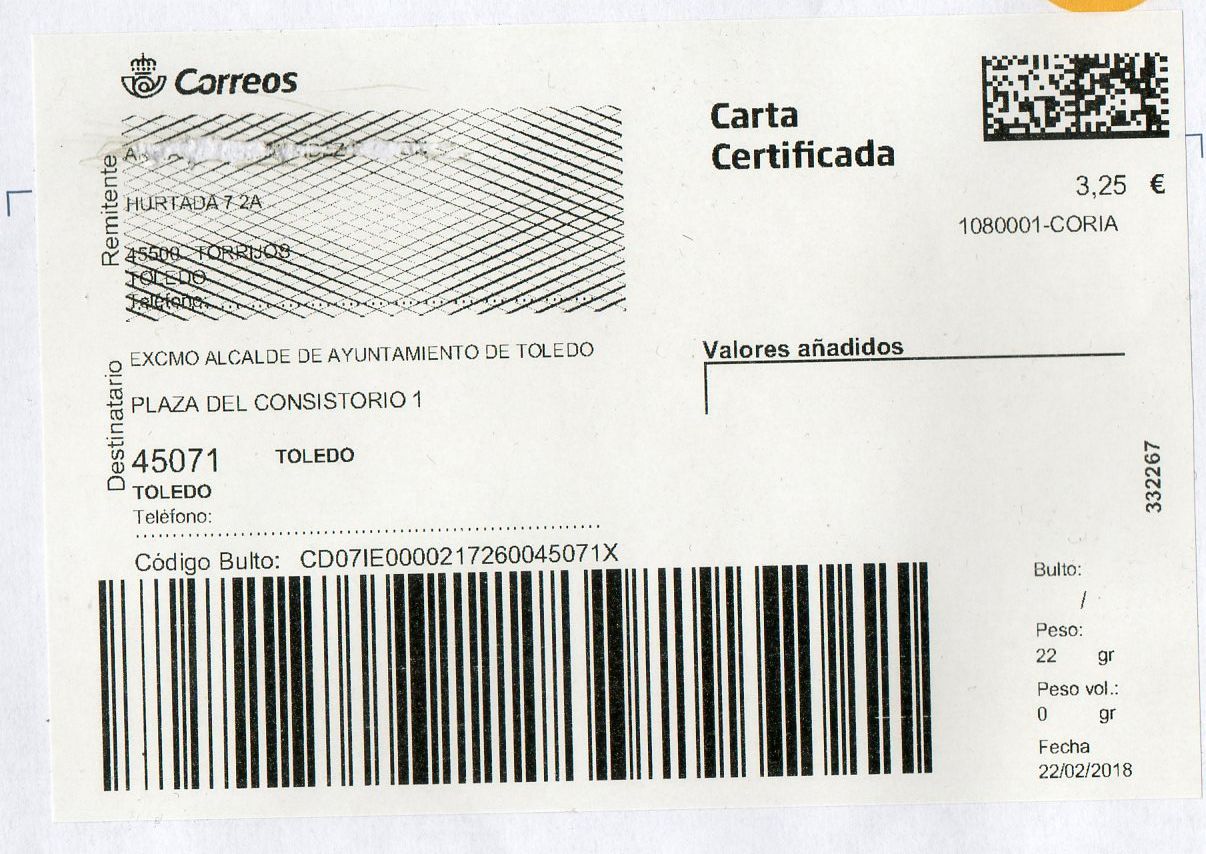 Correos
Carta
Certificada
3,25 €
1080001-CORIA
Remitente
HURTADA 7 2A
45500 TORRIJOS
TOLEDO
Teléfono:
Destinatario
EXCMO ALCALDE DE AYUNTAMIENTO DE TOLEDO
PLAZA DEL CONSISTORIO 1
45071 TOLEDO
TOLEDO
Teléfono:
Valores añadidos
332267
Código Bulto: CD07IE0000217260045071X
Bulto:
/
Peso:
22 gr
Peso vol.:
0 gr
Fecha
22/02/2018